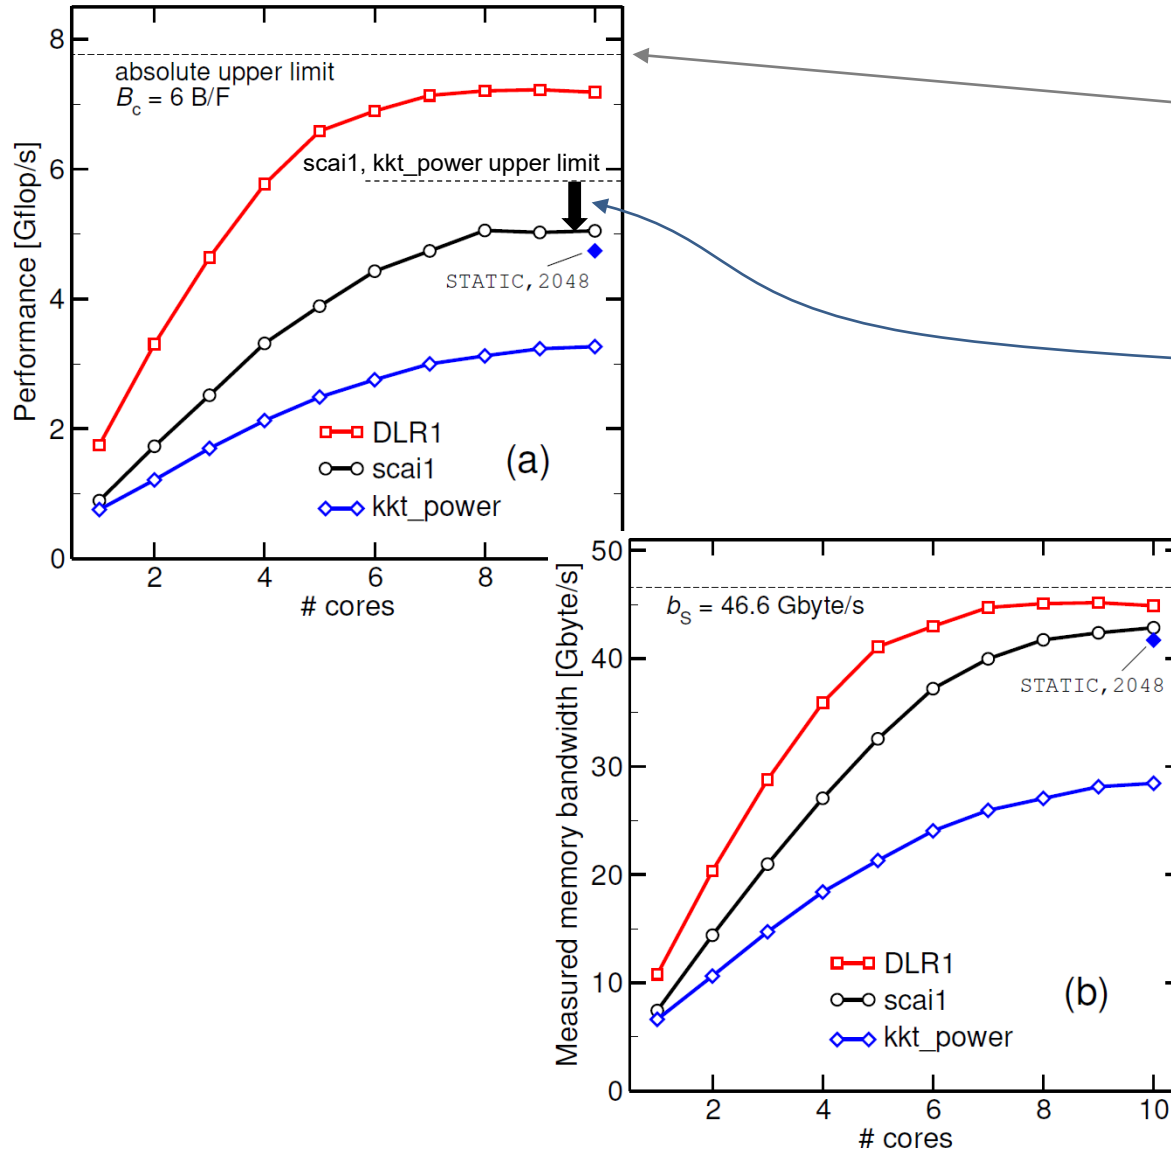 8
absolute upper limit
Bc = 6 B/F
scai1, kkt_power upper limit
6
STATIC,2048
4
2
0
Performance [Gflop/s]
DLR1
scai1
kkt_power
(a)
2 4 6 8
# cores
50
bS = 46.6 Gbyte/s
40
STATIC,2048
30
20
10
0
Measured memory bandwidth [Gbyte/s]
DLR1
scai1
kkt_power
(b)
2 4 6 8 10
# cores